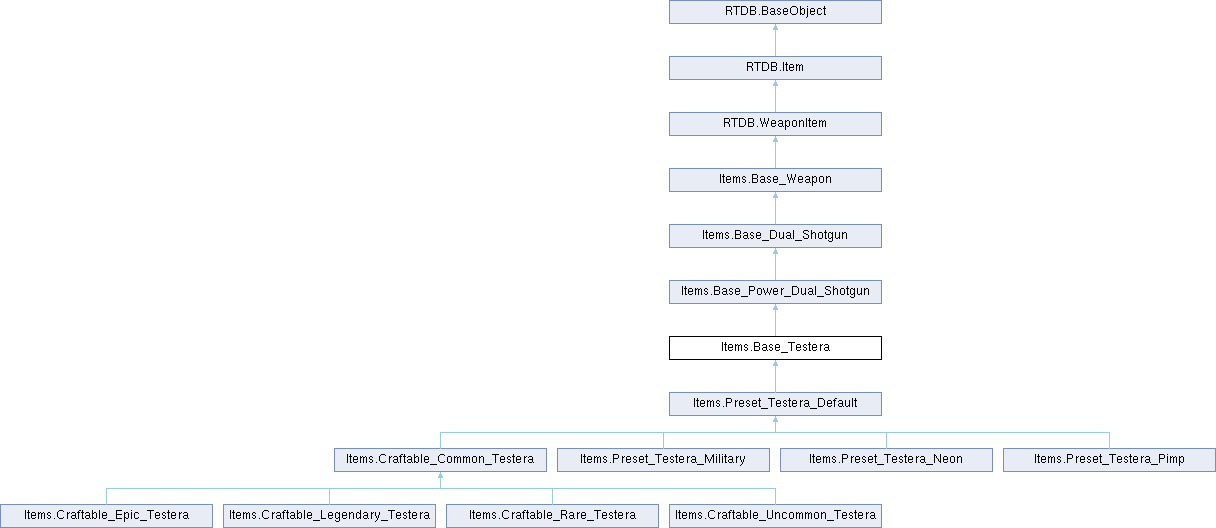 RTDB.BaseObject
RTDB.Item
RTDB.WeaponItem
Items.Base_Weapon
Items.Base_Dual_Shotgun
Items.Base_Power_Dual_Shotgun
Items.Base_Testera
Items.Preset_Testera_Default
Items.Craftable_Common_Testera
Items.Preset_Testera_Military
Items.Preset_Testera_Neon
Items.Preset_Testera_Pimp
Items.Craftable_Epic_Testera
Items.Craftable_Legendary_Testera
Items.Craftable_Rare_Testera
Items.Craftable_Uncommon_Testera